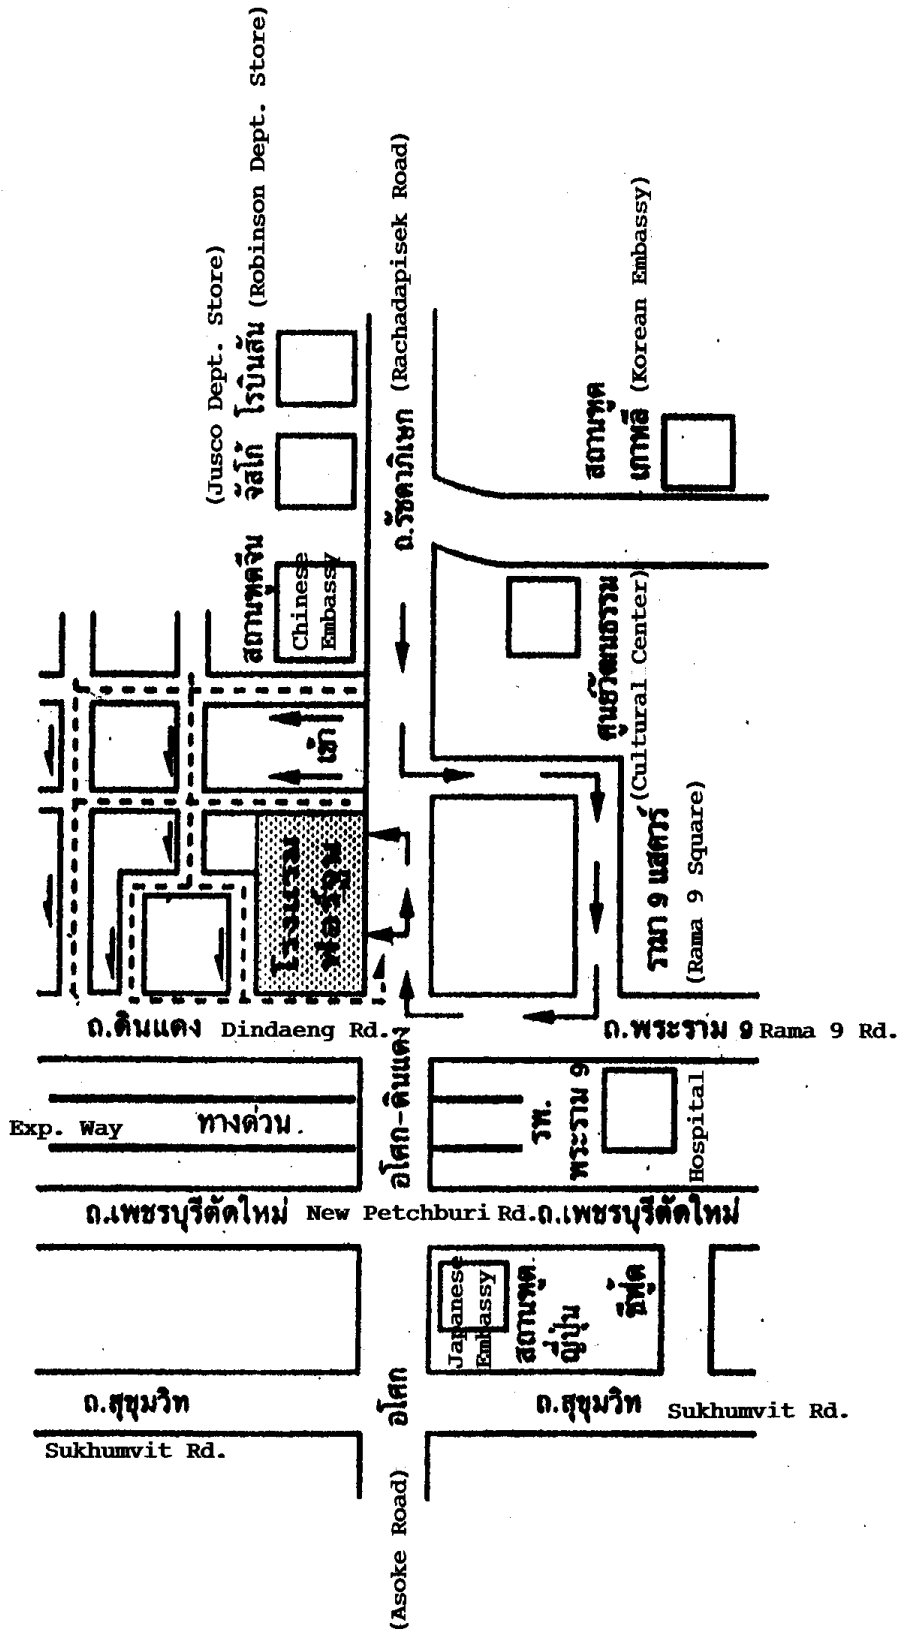 (Robinson Dept. Store)
โรบินสัน
(Jusco Dept. Store)
จัสโก้
(Rachadapisek Road)
ถ.รัชดาภิเษก
สถานฑูต
เกาหลี (Korean Embassy)
สถานฑูตจีน
Chinese
Embassy
ศูนย์วัฒนธรรม
(Cultural Center)
เข้า
โรงแรม
ฟอร์จูน
รามา 9 แสควร์
(Rama 9 Square)
ถ.ดินแดง Dindaeng Rd.
ถ.พระราม 9 Rama 9 Rd.
อโศก-ดินแดง
Exp. Way
ทางด่วน
รพ.
พระราม 9
Hospital
ถ.เพชรบุรีตัดใหม่ New Petchburi Rd. ถ.เพชรบุรีตัดใหม่
Japanese
Embassy
สถานฑูต
ญี่ปุ่น
ซีฟู้ด
ถ.สุขุมวิท
Sukhumvit Rd.
อโศก
(Asoke Road)
ถ.สุขุมวิท
Sukhumvit Rd.